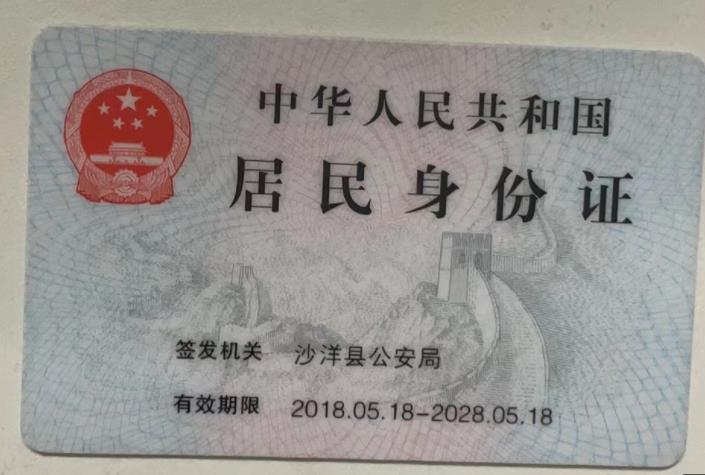 中华人民共和国
居民身份证
签发机关 沙洋县公安局
有效期限 2018.05.18-2028.05.18